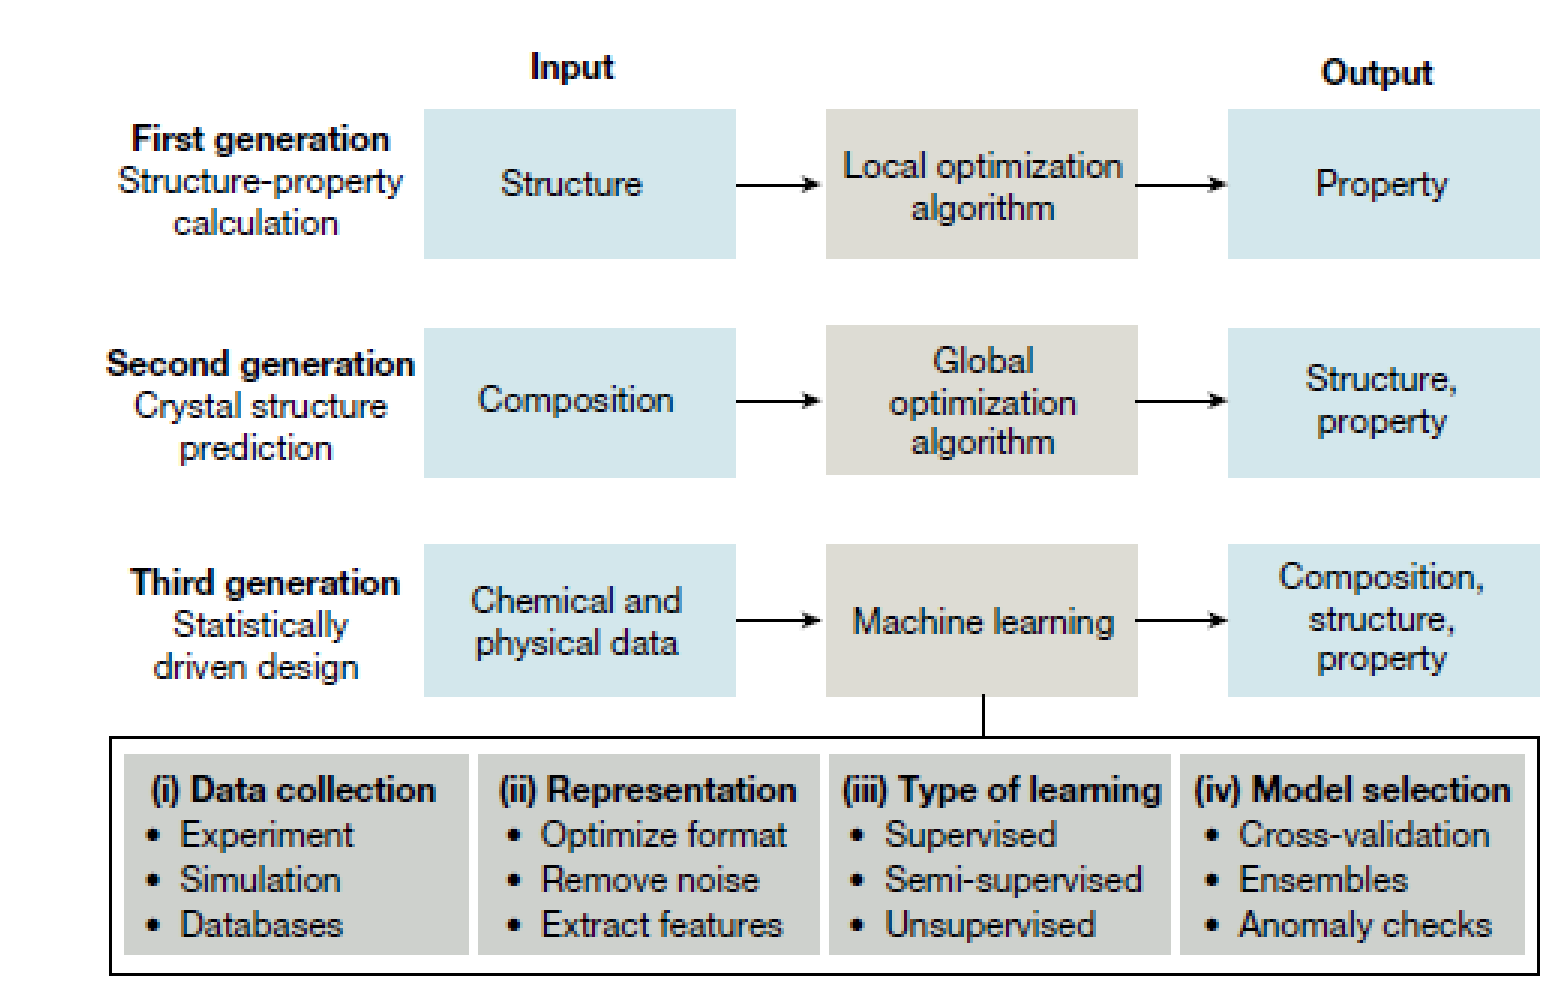 Input
Output
First generation
Structure-property
calculation
Structure
Local optimization
algorithm
Property
Second generation
Crystal structure
prediction
Composition
Global
optimization
algorithm
Structure,
property
Third generation
Statistically
driven design
Chemical and
physical data
Machine learning
Composition,
structure,
property
(i) Data collection
• Experiment
• Simulation
• Databases
(ii) Representation
• Optimize format
• Remove noise
• Extract features
(iii) Type of learning
• Supervised
• Semi-supervised
• Unsupervised
(iv) Model selection
• Cross-validation
• Ensembles
• Anomaly checks